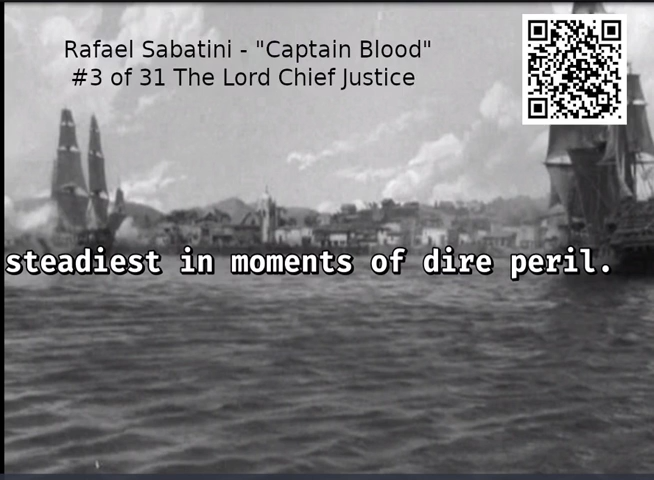 Rafael Sabatini - "Captain Blood"
#3 of 31 The Lord Chief Justice
steadiest in moments of dire peril.